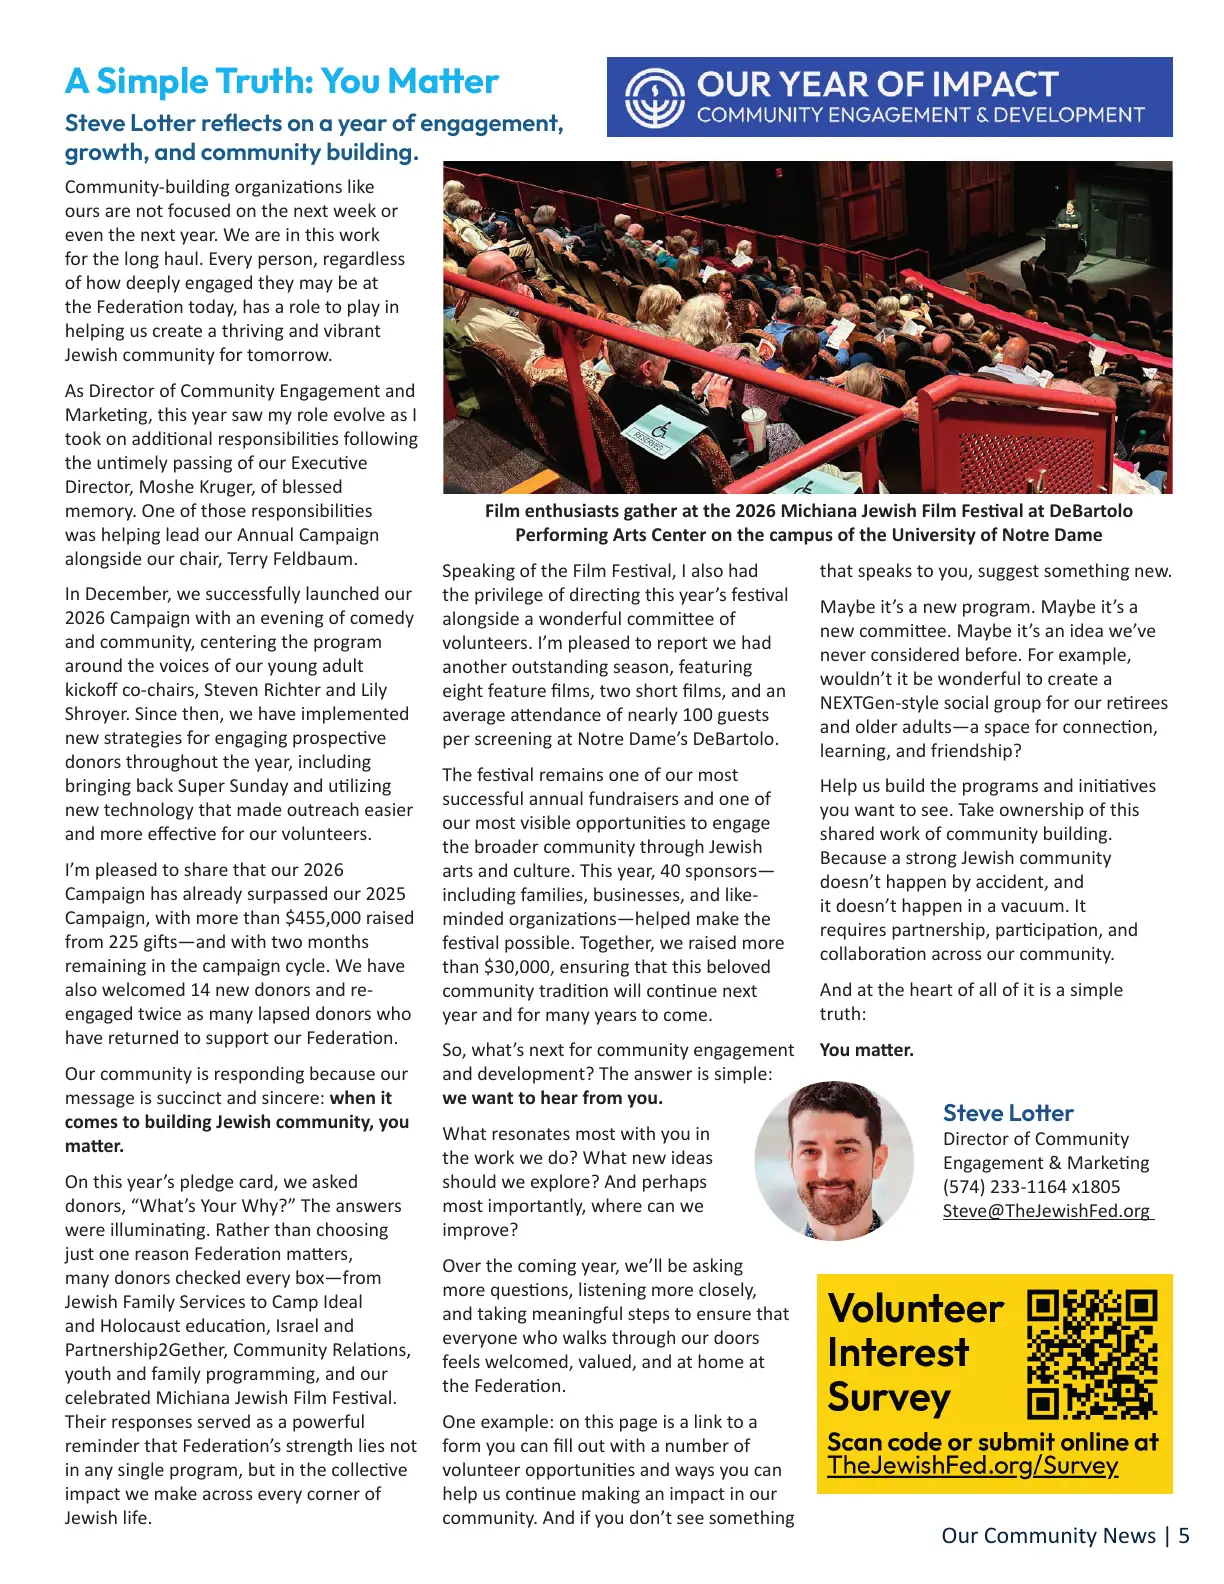 A Simple Truth: You Matter
Steve Lotter reflects on a year of engagement,
growth, and community building.
OUR YEAR OF IMPACT
COMMUNITY ENGAGEMENT & DEVELOPMENT
Community-building organizations like
ours are not focused on the next week or
even the next year. We are in this work
for the long haul. Every person, regardless
of how deeply engaged they may be at
the Federation today, has a role to play in
helping us create a thriving and vibrant
Jewish community for tomorrow.
As Director of Community Engagement and
Marketing, this year saw my role evolve as I
took on additional responsibilities following
the untimely passing of our Executive
Director, Moshe Kruger, of blessed
memory. One of those responsibilities
was helping lead our Annual Campaign
alongside our chair, Terry Feldbaum.
In December, we successfully launched our
2026 Campaign with an evening of comedy
and community, centering the program
around the voices of our young adult
kickoff co-chairs, Steven Richter and Lily
Shroyer. Since then, we have implemented
new strategies for engaging prospective
donors throughout the year, including
bringing back Super Sunday and utilizing
new technology that made outreach easier
and more effective for our volunteers.
I'm pleased to share that our 2026
Campaign has already surpassed our 2025
Campaign, with more than $455,000 raised
from 225 gifts—and with two months
remaining in the campaign cycle. We have
also welcomed 14 new donors and re-
engaged twice as many lapsed donors who
have returned to support our Federation.
Our community is responding because our
message is succinct and sincere: when it
comes to building Jewish community, you
matter.
On this year's pledge card, we asked
donors, "What's Your Why?" The answers
were illuminating. Rather than choosing
just one reason Federation matters,
many donors checked every box—from
Jewish Family Services to Camp Ideal
and Holocaust education, Israel and
Partnership2Gether, Community Relations,
youth and family programming, and our
celebrated Michiana Jewish Film Festival.
Their responses served as a powerful
reminder that Federation's strength lies not
in any single program, but in the collective
impact we make across every corner of
Jewish life.
RESERVED
Film enthusiasts gather at the 2026 Michiana Jewish Film Festival at DeBartolo
Performing Arts Center on the campus of the University of Notre Dame
Speaking of the Film Festival, I also had
the privilege of directing this year's festival
alongside a wonderful committee of
volunteers. I'm pleased to report we had
another outstanding season, featuring
eight feature films, two short films, and an
average attendance of nearly 100 guests
per screening at Notre Dame's DeBartolo.
The festival remains one of our most
successful annual fundraisers and one of
our most visible opportunities to engage
the broader community through Jewish
arts and culture. This year, 40 sponsors—
including families, businesses, and like-
minded organizations—helped make the
festival possible. Together, we raised more
than $30,000, ensuring that this beloved
community tradition will continue next
year and for many years to come.
So, what's next for community engagement
and development? The answer is simple:
we want to hear from you.
What resonates most with you in
the work we do? What new ideas
should we explore? And perhaps
most importantly, where can we
improve?
Over the coming year, we'll be asking
more questions, listening more closely,
and taking meaningful steps to ensure that
everyone who walks through our doors
feels welcomed, valued, and at home at
the Federation.
One example: on this page is a link to a
form you can fill out with a number of
volunteer opportunities and ways you can
help us continue making an impact in our
community. And if you don't see something
that speaks to you, suggest something new.
Maybe it's a new program. Maybe it's a
new committee. Maybe it's an idea we've
never considered before. For example,
wouldn't it be wonderful to create a
NEXTGen-style social group for our retirees
and older adults—a space for connection,
learning, and friendship?
Help us build the programs and initiatives
you want to see. Take ownership of this
shared work of community building.
Because a strong Jewish community
doesn't happen by accident, and
it doesn't happen in a vacuum. It
requires partnership, participation, and
collaboration across our community.
And at the heart of all of it is a simple
truth:
You matter.
Steve Lotter
Director of Community
Engagement & Marketing
(574) 233-1164 x1805
Steve@TheJewishFed.org
Volunteer
Interest
Survey
Scan code or submit online at
TheJewishFed.org/Survey
Our Community News | 5